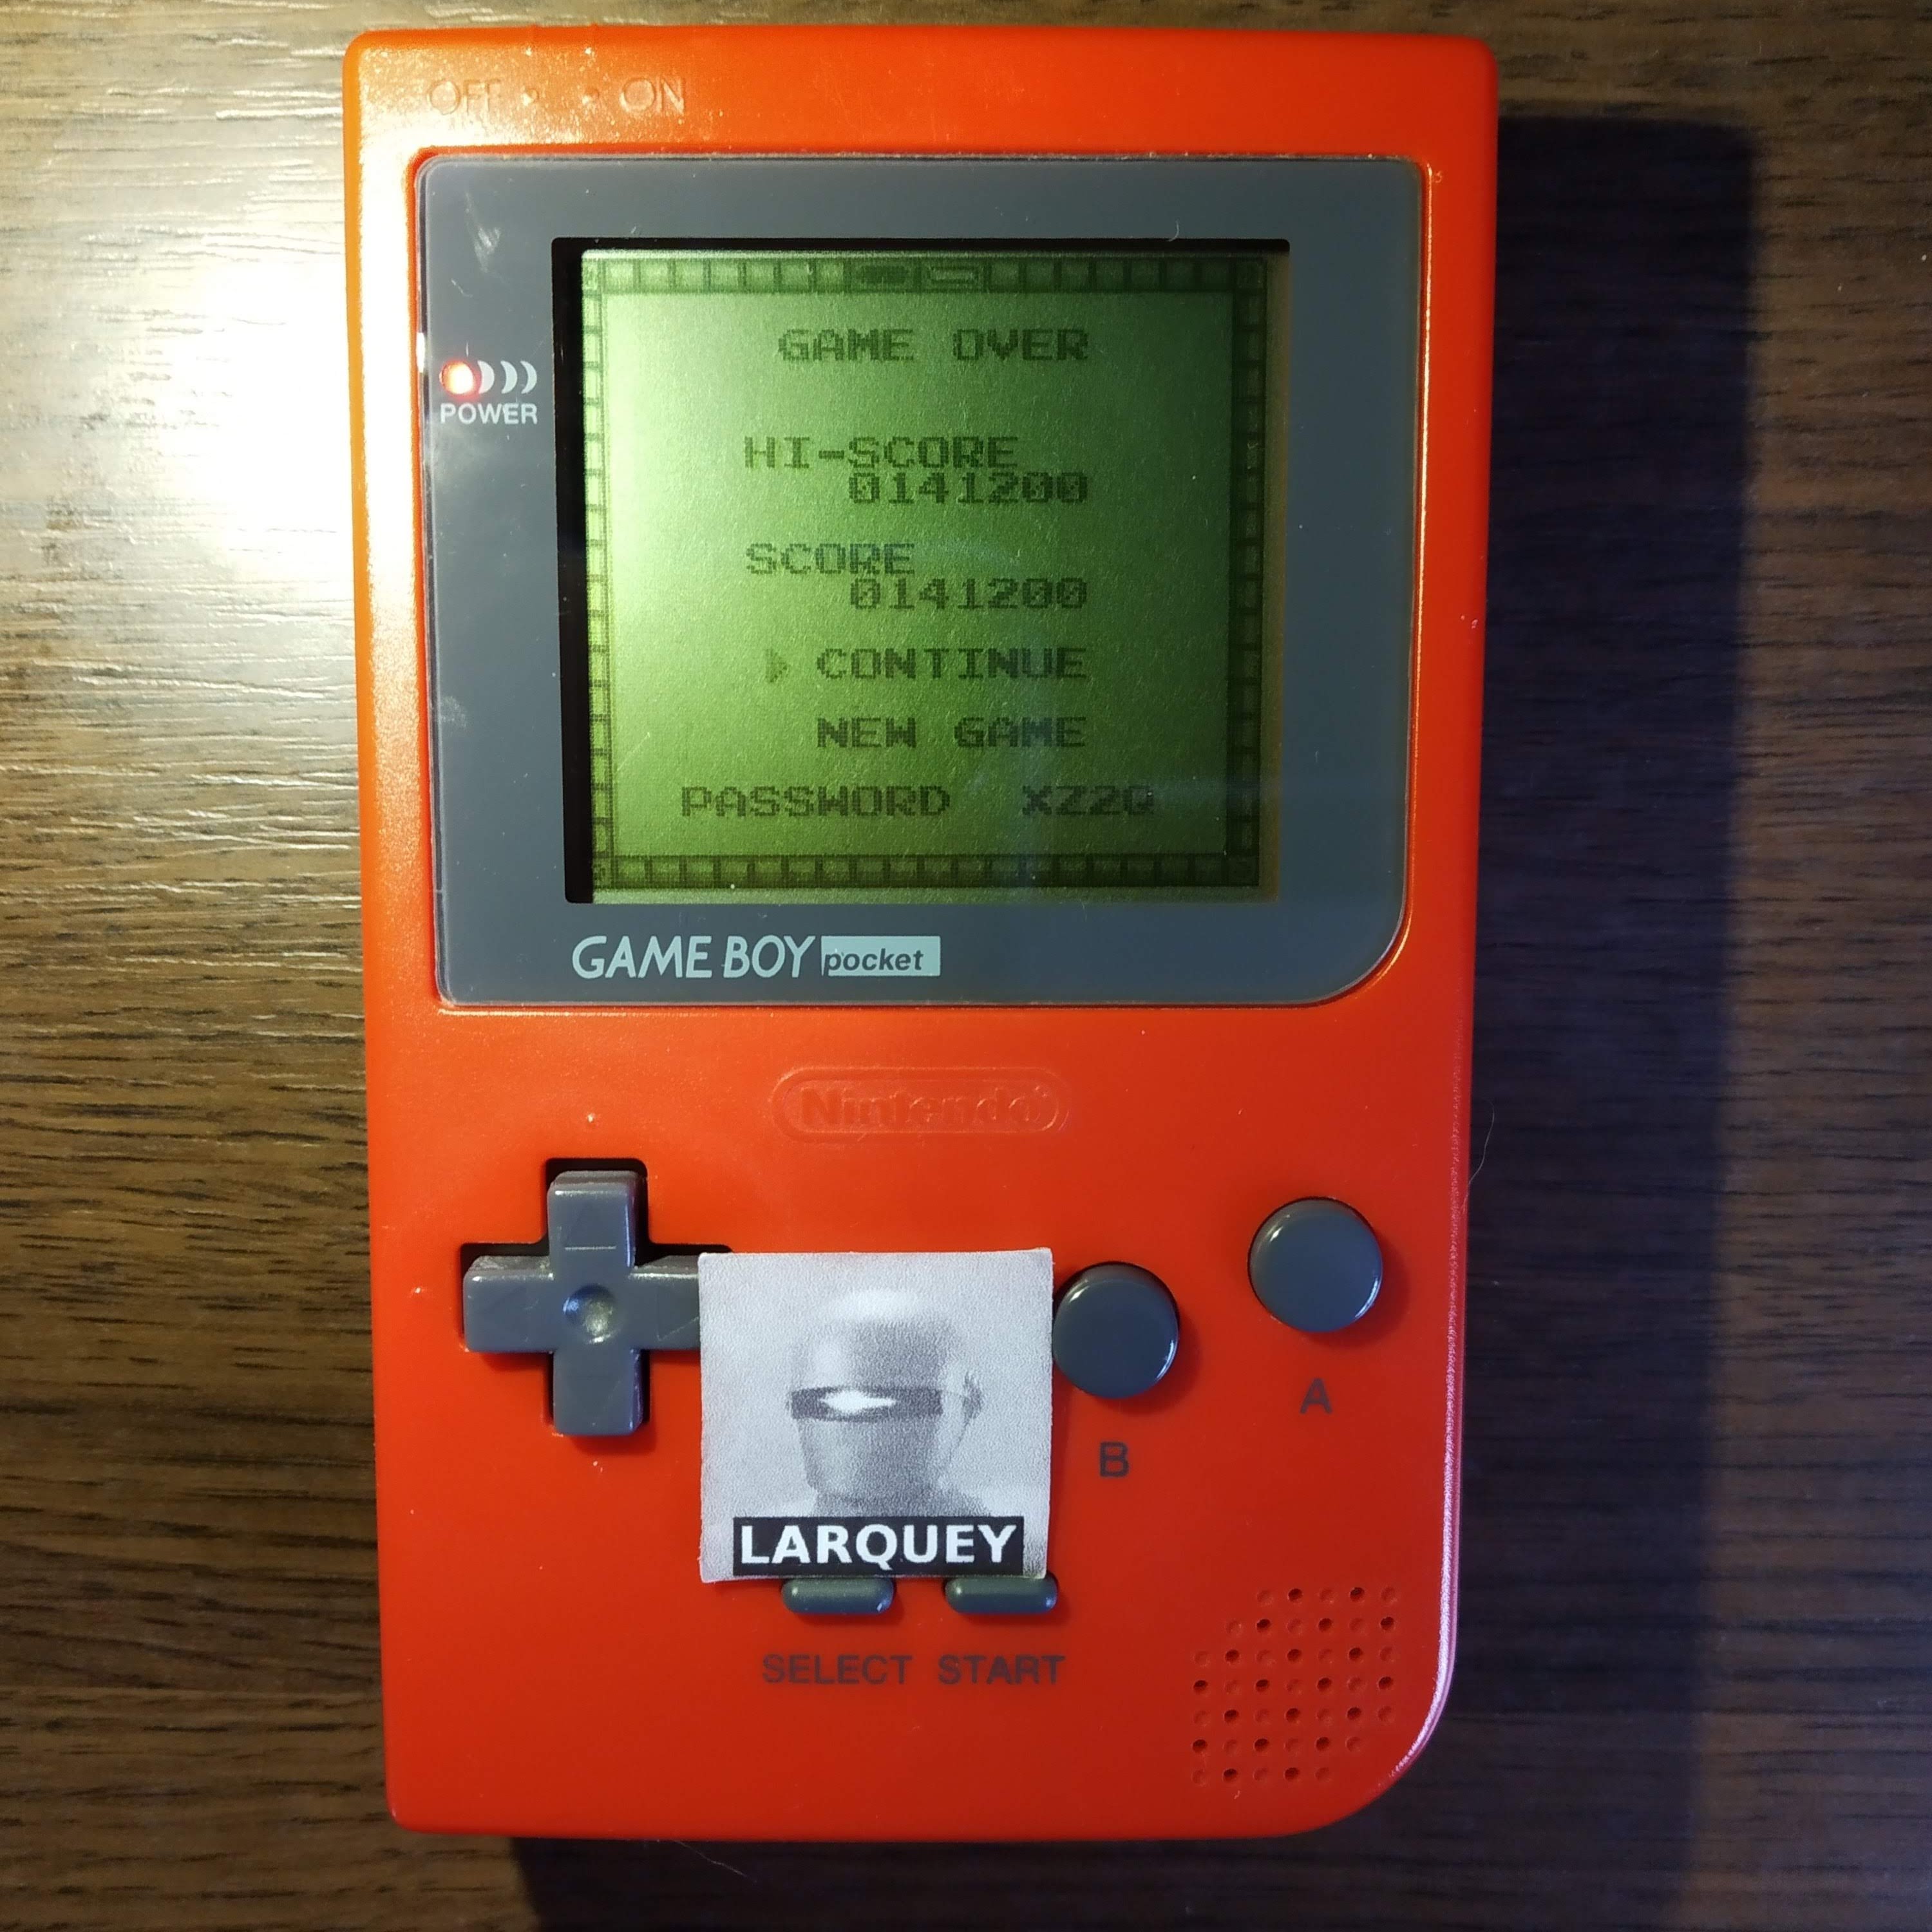 OFF ON
GAME OVER
HI-SCORE
0141200
SCORE
0141200
CONTINUE
NEW GAME
PASSWORD XZ2Q
POWER
GAME BOY pocket
Nintendo
A
B
LARQUEY
SELECT START